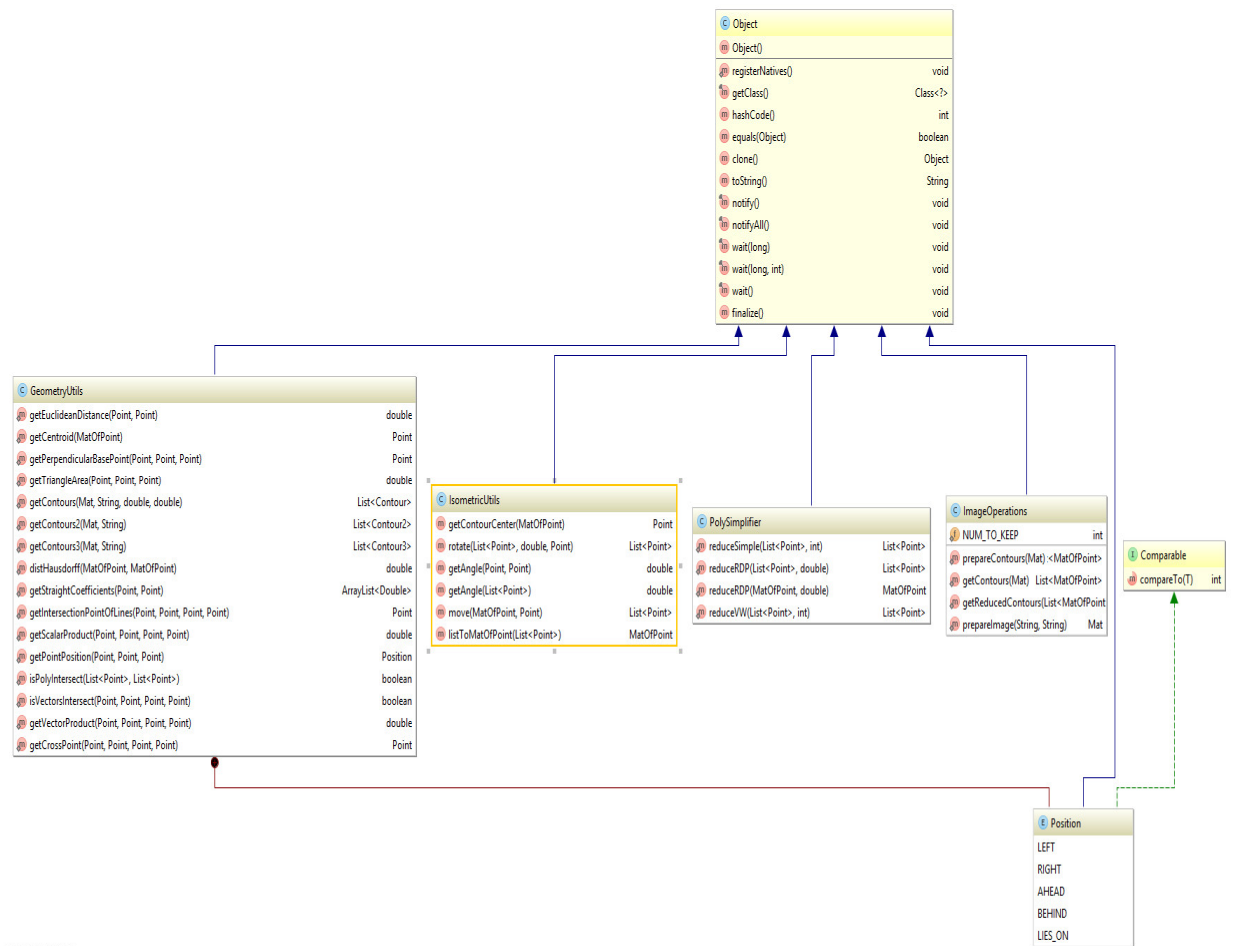 Object
Object()
registerNatives() void
getClass() Class<?>
hashCode() int
equals(Object) boolean
clone() Object
toString() String
notify() void
notifyAll() void
wait(long) void
wait(long, int) void
wait() void
finalize() void
GeometryUtils
getEuclideanDistance(Point, Point) double
getCentroid(MatOfPoint) Point
getPerpendicularBasePoint(Point, Point, Point) Point
getTriangleArea(Point, Point, Point) double
getContours(Mat, String, double, double) List<Contour>
getContours2(Mat, String) List<Contour2>
getContours3(Mat, String) List<Contour3>
distHausdorff(MatOfPoint, MatOfPoint) double
getStraightCoefficients(Point, Point) ArrayList<Double>
getIntersectionPointOfLines(Point, Point, Point, Point) Point
getScalarProduct(Point, Point, Point, Point) double
getPointPosition(Point, Point, Point) Position
isPolyIntersect(List<Point>, List<Point>) boolean
isVectorsIntersect(Point, Point, Point, Point) boolean
getVectorProduct(Point, Point, Point, Point) double
getCrossPoint(Point, Point, Point, Point) Point
IsometricUtils
getContourCenter(MatOfPoint) Point
rotate(List<Point>, double, Point) List<Point>
getAngle(Point, Point) double
getAngle(List<Point>) double
move(MatOfPoint, Point) List<Point>
listToMatOfPoint(List<Point>) MatOfPoint
PolySimplifier
reduceSimple(List<Point>, int) List<Point>
reduceRDP(List<Point>, double) List<Point>
reduceRDP(MatOfPoint, double) MatOfPoint
reduceVW(List<Point>, int) List<Point>
ImageOperations
NUM_TO_KEEP int
prepareContours(Mat) :<MatOfPoint>
getContours(Mat) List<MatOfPoint>
getReducedContours(List<MatOfPoint
prepareImage(String, String) Mat
Comparable
compareTo(T) int
Position
LEFT
RIGHT
AHEAD
BEHIND
LIES_ON